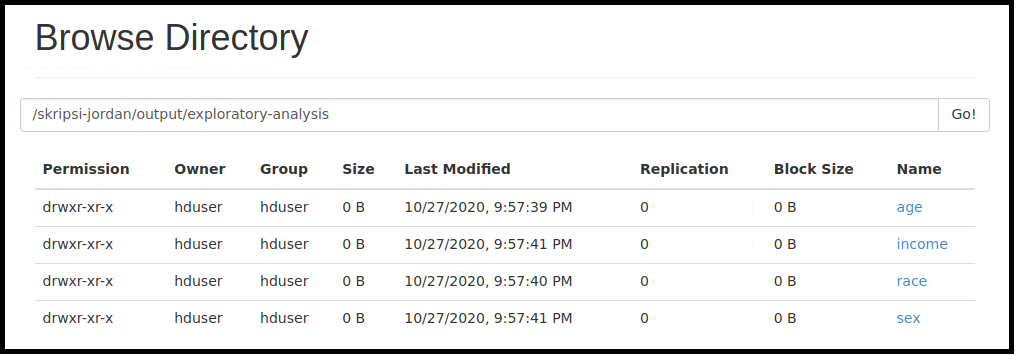 Browse Directory
/skripsi-jordan/output/exploratory-analysis Go!
Permission Owner Group Size Last Modified Replication Block Size Name
drwxr-xr-x hduser hduser 0 B 10/27/2020, 9:57:39 PM 0 0 B age
drwxr-xr-x hduser hduser 0 B 10/27/2020, 9:57:41 PM 0 0 B income
drwxr-xr-x hduser hduser 0 B 10/27/2020, 9:57:40 PM 0 0 B race
drwxr-xr-x hduser hduser 0 B 10/27/2020, 9:57:41 PM 0 0 B sex